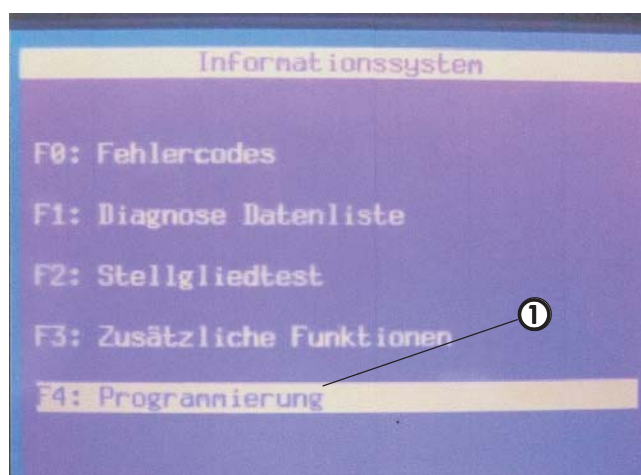 Informationssystem
F0: Fehlercodes
F1: Diagnose Datenliste
F2: Stellgliedtest
1
F3: Zusätzliche Funktionen
F4: Programmierung